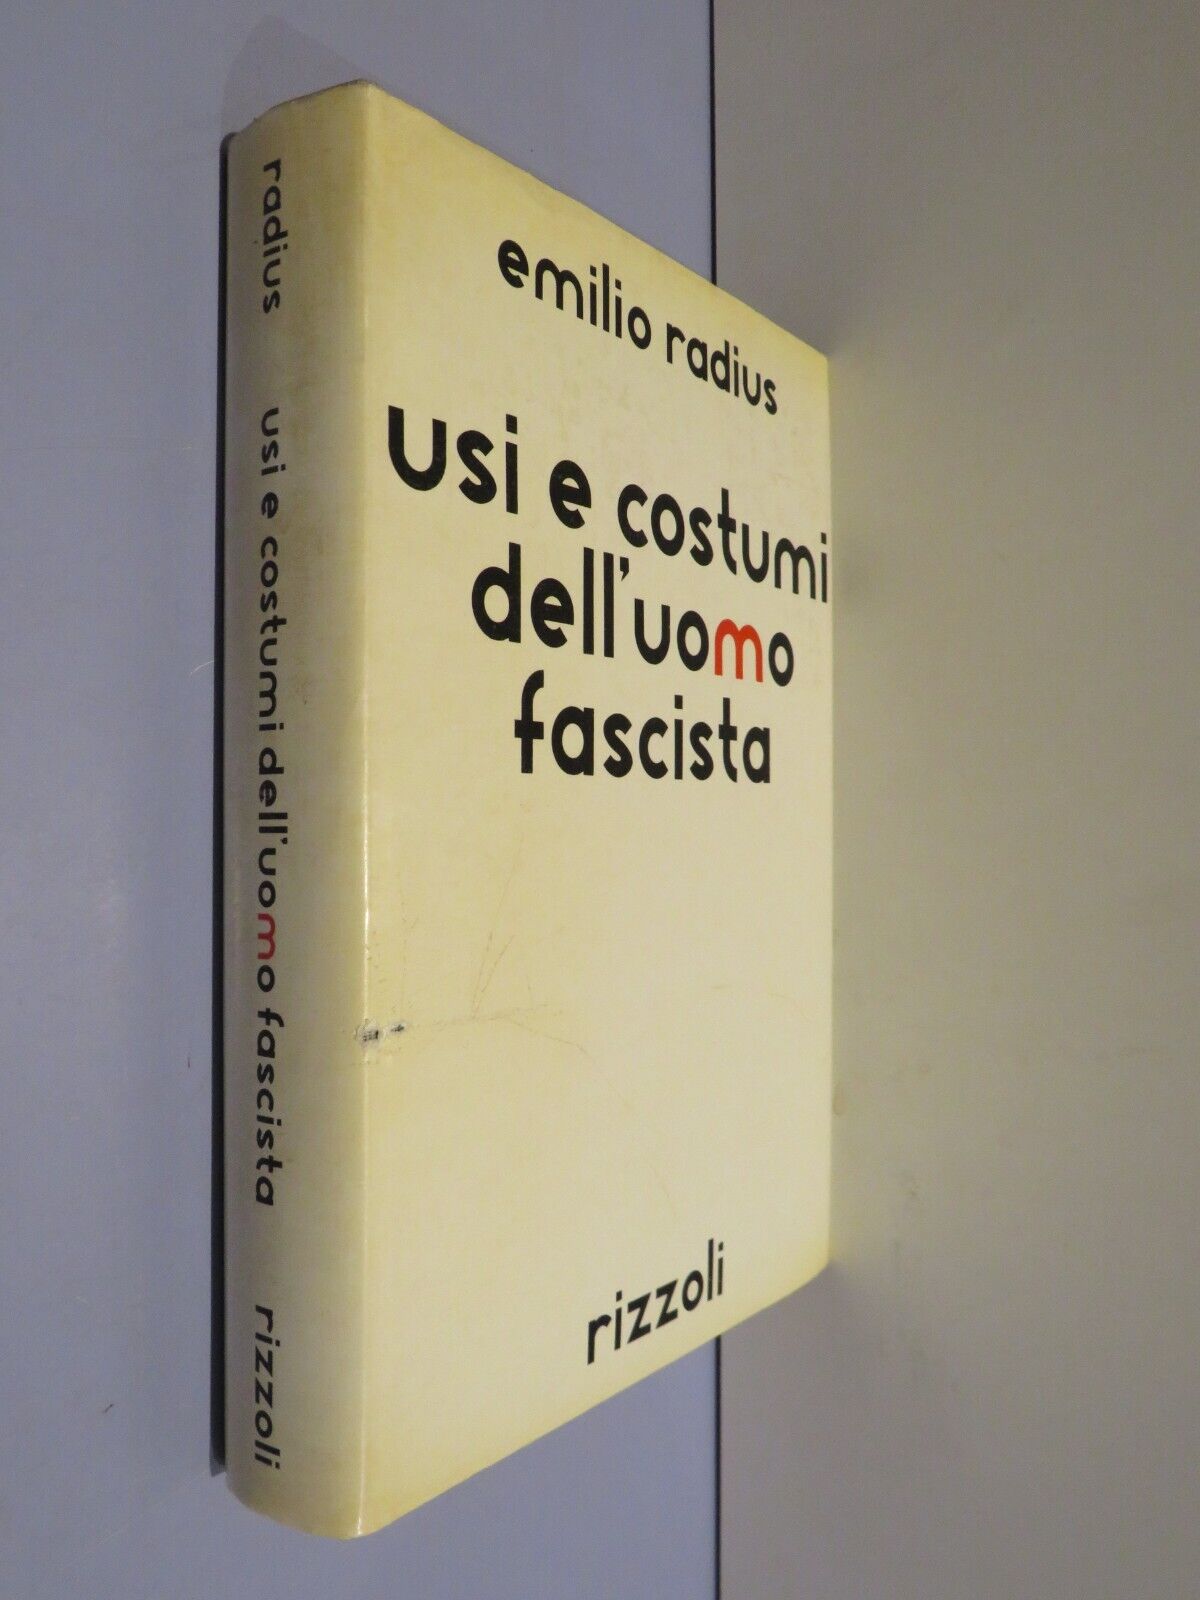 radius usi e costumi dell'uomo fascista rizzoli
emilio radius
usi e costumi
dell'uomo
fascista
rizzoli